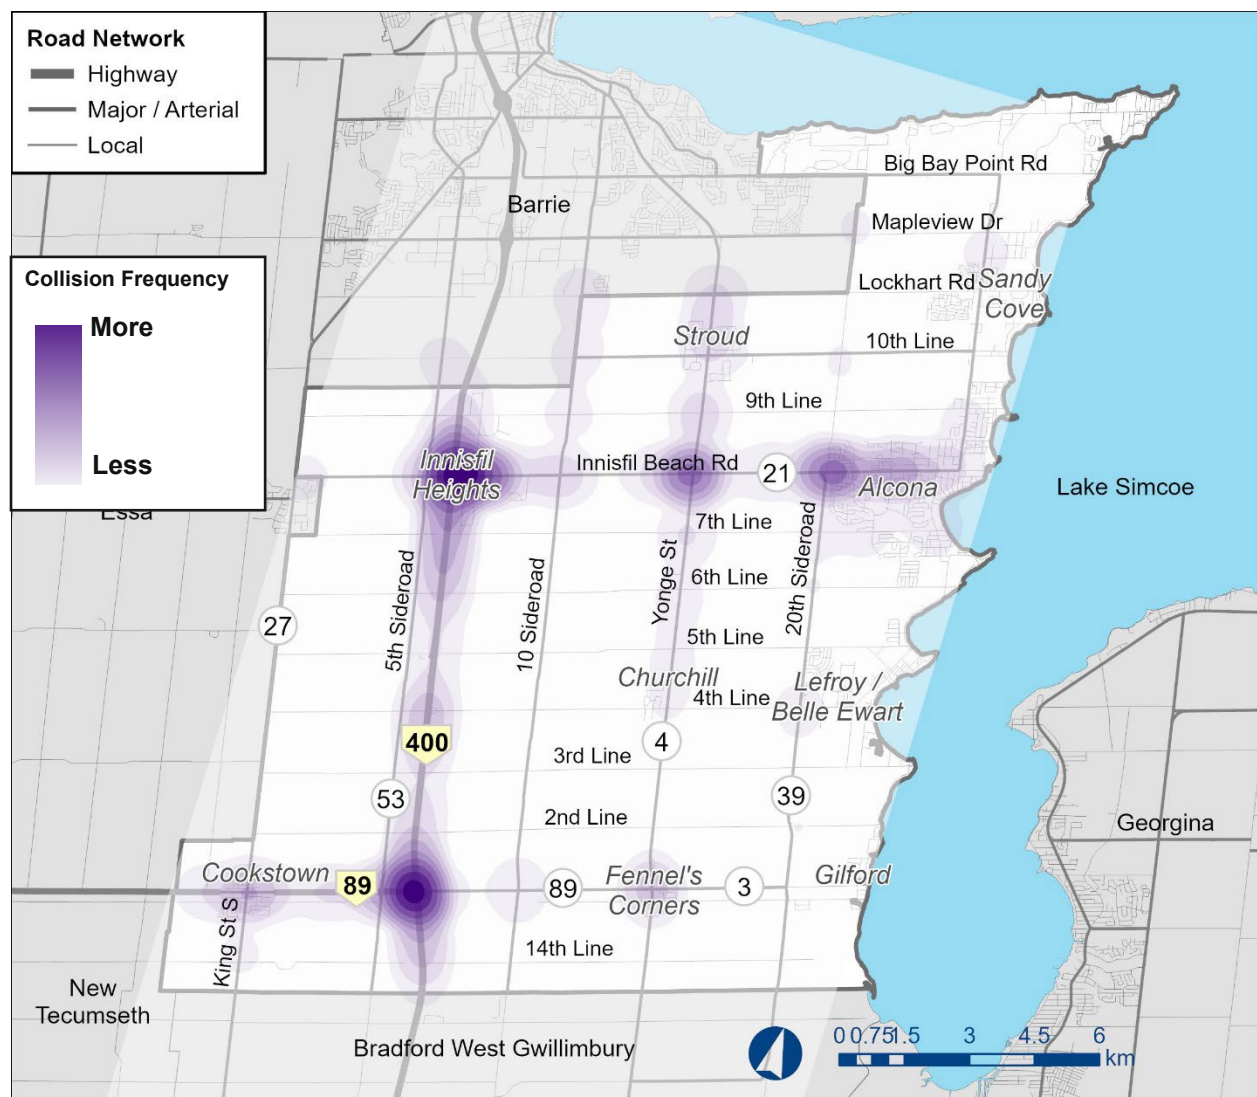 Road Network
Highway
Major / Arterial
Local
Collision Frequency
More
Less
Big Bay Point Rd
Barrie
Mapleview Dr
Lockhart Rd
Sandy
Cove
Stroud
10th Line
9th Line
Innisfil
Heights
Innisfil Beach Rd
21
Alcona
Lake Simcoe
Essa
7th Line
6th Line
5th Line
4th Line
5th Sideroad
10 Sideroad
Yonge St
20th Sideroad
27
Churchill
Lefroy /
Belle Ewart
400
4
3rd Line
53
39
2nd Line
Georgina
Cookstown
89
89
Fennel's
Corners
3
Gilford
King St S
14th Line
New
Tecumseth
Bradford West Gwillimbury
0 0.75 1.5 3 4.5 6
km